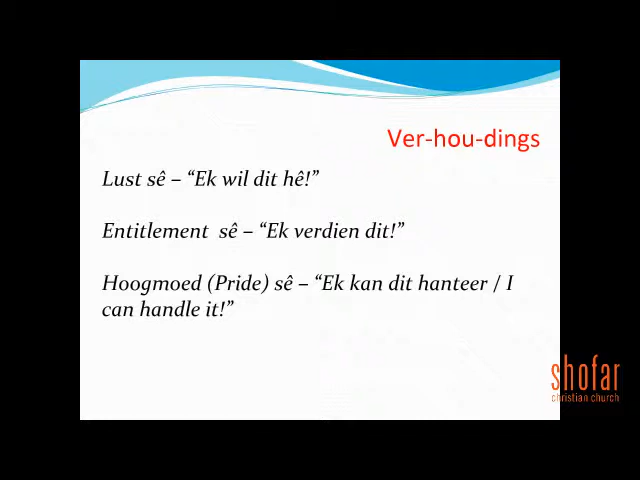 Ver-hou-dings
Lust sê – “Ek wil dit hê!”
Entitlement sê – “Ek verdien dit!”
Hoogmoed (Pride) sê – “Ek kan dit hanteer / I
can handle it!”
shofar
christian church